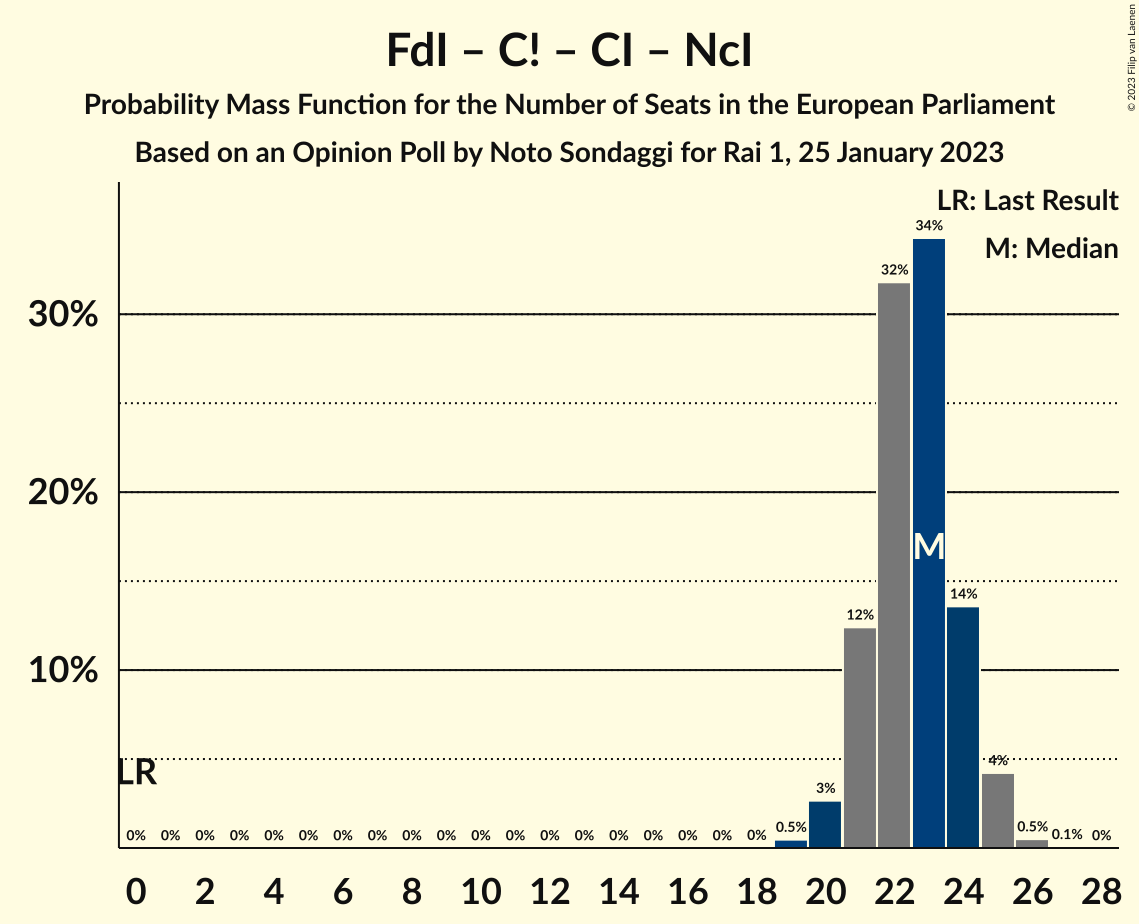 FdI – C! – CI – NcI
Probability Mass Function for the Number of Seats in the European Parliament
Based on an Opinion Poll by Noto Sondaggi for Rai 1, 25 January 2023
© 2023 Filip van Laenen
LR: Last Result
M: Median
34%
32%
30%
20%
M
14%
12%
10%
LR
4%
3%
0% 0% 0% 0% 0% 0% 0% 0% 0% 0% 0% 0% 0% 0% 0% 0% 0% 0% 0% 0.5% 0.5% 0.1% 0%
0 2 4 6 8 10 12 14 16 18 20 22 24 26 28